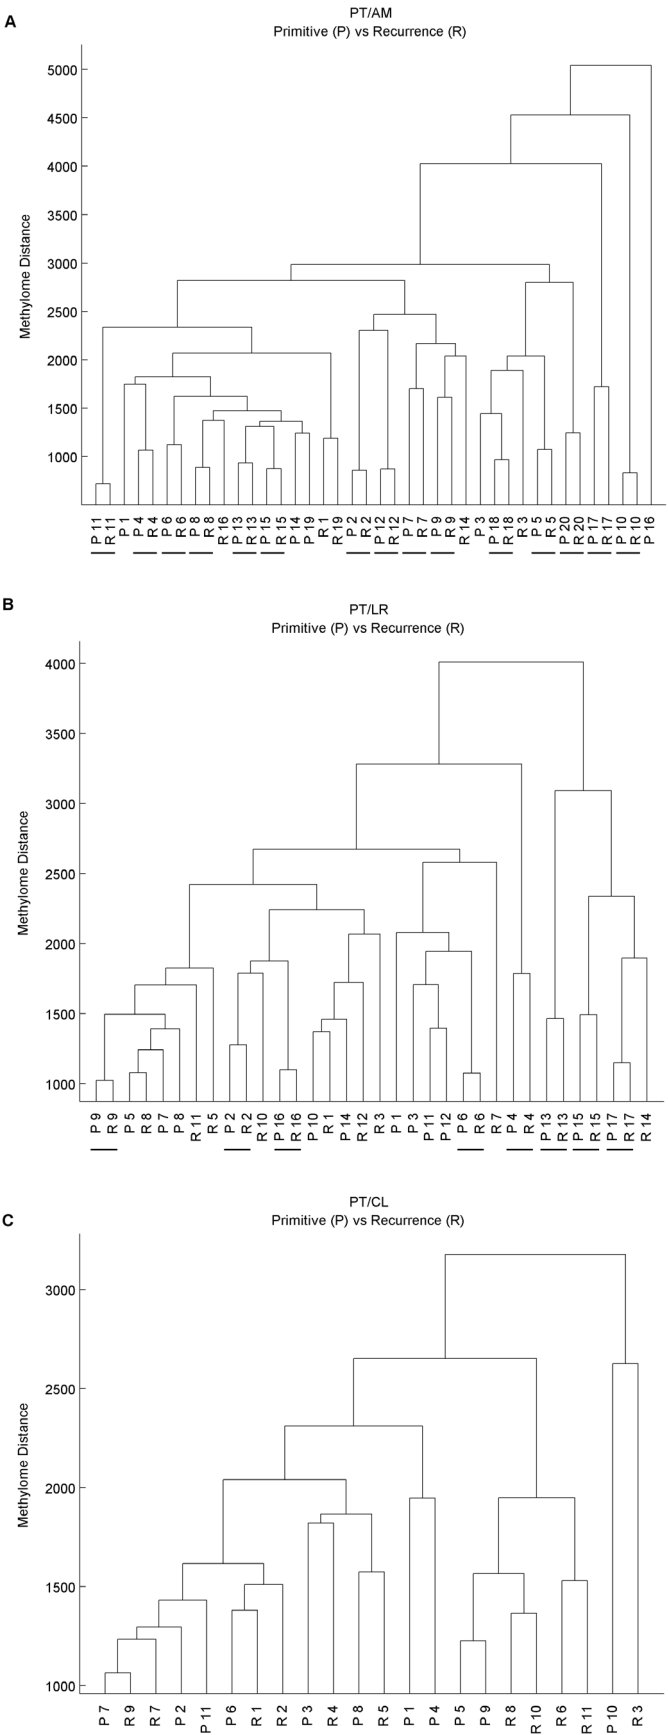 A
PT/AM
Primitive (P) vs Recurrence (R)
5000
4500
4000
3500
3000
2500
2000
1500
1000
Methylome Distance
P 11 R 11 P 1 P 4 R 4 P 6 R 6 P 8 R 8 R 16 P 13 R 13 P 15 R 15 P 14 P 19 R 1 R 19 P 2 R 2 P 12 R 12 P 7 R 7 P 9 R 9 R 14 P 3 P 18 R 18 R 3 P 5 R 5 P 20 R 20 P 17 R 17 P 10 R 10 P 16
B
PT/LR
Primitive (P) vs Recurrence (R)
4000
3500
3000
2500
2000
1500
1000
Methylome Distance
P 9 R 9 P 5 R 8 P 7 P 8 R 11 R 5 P 2 R 2 R 10 P 16 R 16 P 10 R 1 P 14 R 12 R 3 P 1 P 3 P 11 P 12 P 6 R 6 R 7 P 4 R 4 P 13 R 13 P 15 R 15 P 17 R 17 R 14
C
PT/CL
Primitive (P) vs Recurrence (R)
3000
2500
2000
1500
1000
Methylome Distance
P 7 R 9 R 7 P 2 P 11 P 6 R 1 R 2 P 3 R 4 P 8 R 5 P 1 P 4 P 5 P 9 R 8 R 10 R 6 R 11 P 10 R 3